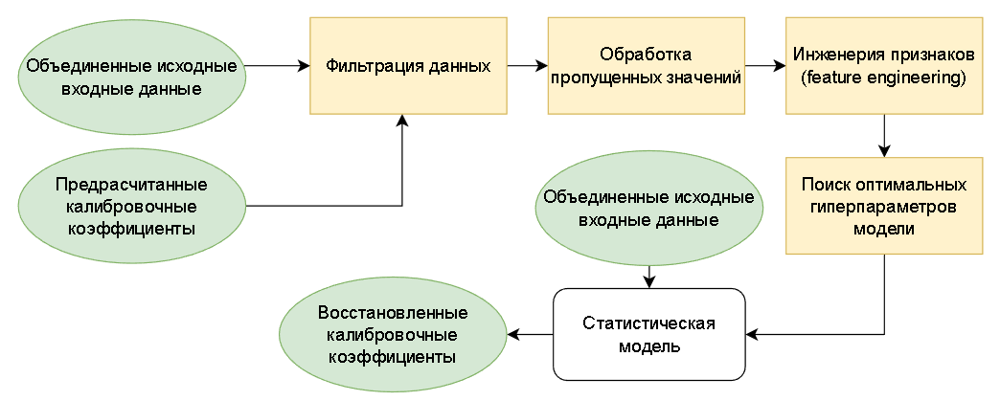 Объединенные исходные
входные данные
Фильтрация данных
Обработка
пропущенных значений
Инженерия признаков
(feature engineering)
Предрасчитанные
калибровочные
коэффициенты
Объединенные исходные
входные данные
Поиск оптимальных
гиперпараметров
модели
Восстановленные
калибровочные
коэффициенты
Статистическая
модель